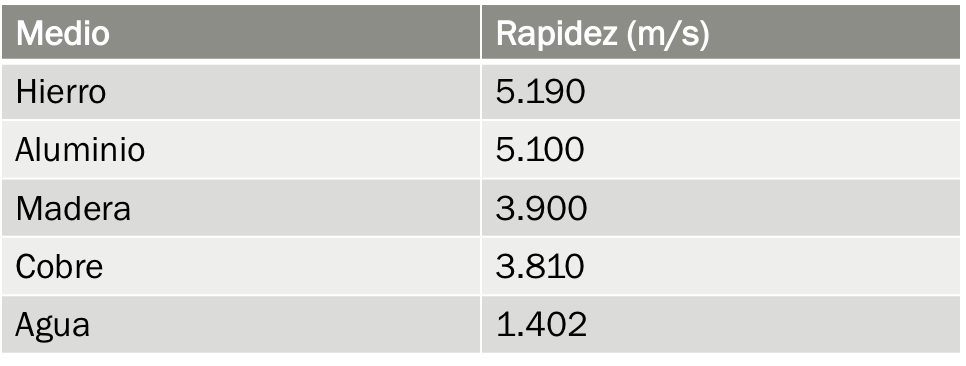 Medio Rapidez (m/s)
Hierro 5.190
Aluminio 5.100
Madera 3.900
Cobre 3.810
Agua 1.402